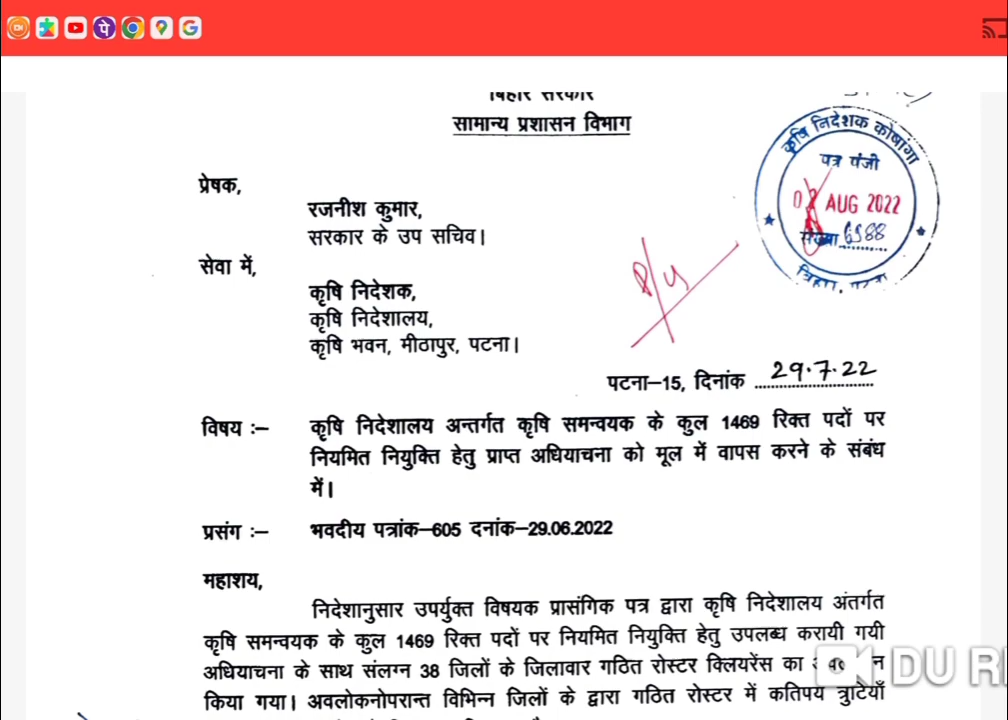 बिहार सरकार
सामान्य प्रशासन विभाग
कृषि निदेशक कोषांग
पत्र पंजी
AUG 2022
संख्या 6588
बिहार, पटना
प्रेषक,
रजनीश कुमार,
सरकार के उप सचिव।
सेवा में,
कृषि निदेशक,
कृषि निदेशालय,
कृषि भवन, मीठापुर, पटना।
पटना–15, दिनांक 29.7.22
विषय :– कृषि निदेशालय अन्तर्गत कृषि समन्वयक के कुल 1469 रिक्त पदों पर
नियमित नियुक्ति हेतु प्राप्त अधियाचना को मूल में वापस करने के संबंध
में।
प्रसंग :– भवदीय पत्रांक–605 दनांक–29.06.2022
महाशय,
निदेशानुसार उपर्युक्त विषयक प्रासंगिक पत्र द्वारा कृषि निदेशालय अंतर्गत
कृषि समन्वयक के कुल 1469 रिक्त पदों पर नियमित नियुक्ति हेतु उपलब्ध करायी गयी
अधियाचना के साथ संलग्न 38 जिलों के जिलावार गठित रोस्टर क्लियरेंस का
किया गया। अवलोकनोपरान्त विभिन्न जिलों के द्वारा गठित रोस्टर में कतिपय त्रुटियाँ
DU RE